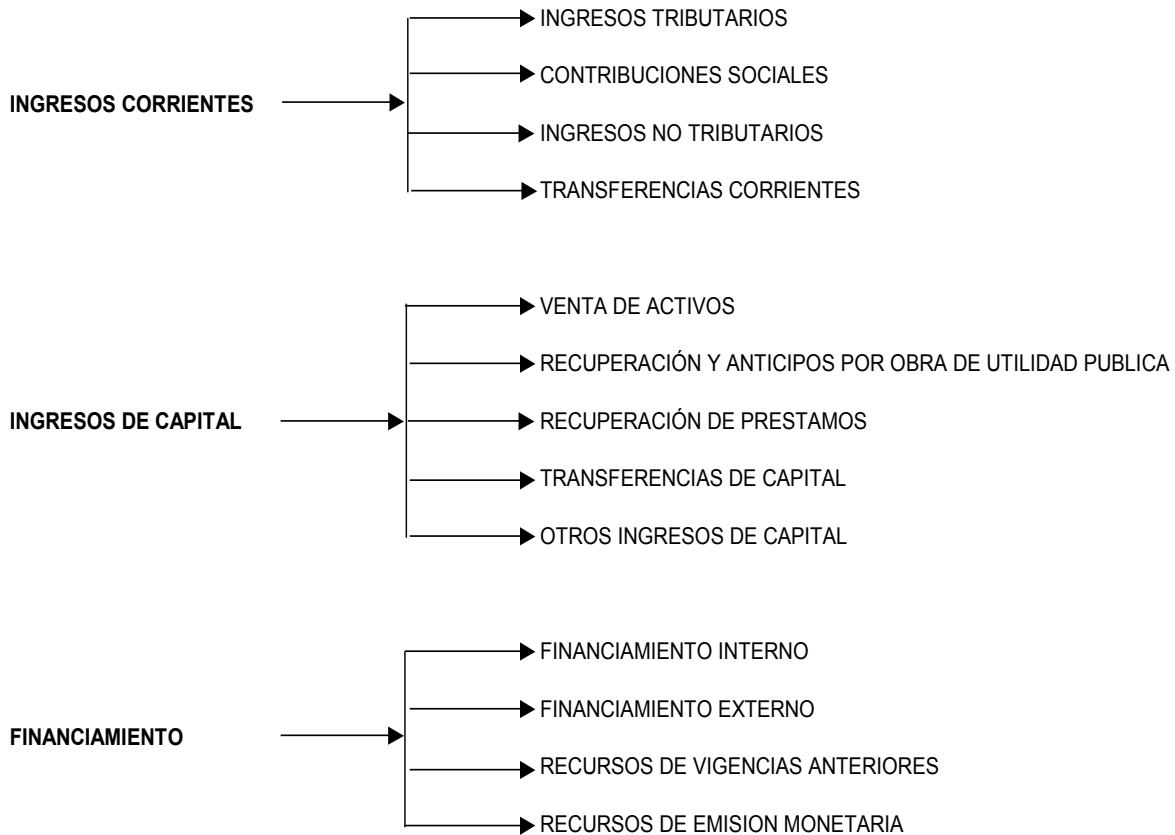 INGRESOS TRIBUTARIOS
CONTRIBUCIONES SOCIALES
INGRESOS CORRIENTES
INGRESOS NO TRIBUTARIOS
TRANSFERENCIAS CORRIENTES
VENTA DE ACTIVOS
RECUPERACIÓN Y ANTICIPOS POR OBRA DE UTILIDAD PUBLICA
INGRESOS DE CAPITAL
RECUPERACIÓN DE PRESTAMOS
TRANSFERENCIAS DE CAPITAL
OTROS INGRESOS DE CAPITAL
FINANCIAMIENTO INTERNO
FINANCIAMIENTO EXTERNO
FINANCIAMIENTO
RECURSOS DE VIGENCIAS ANTERIORES
RECURSOS DE EMISION MONETARIA